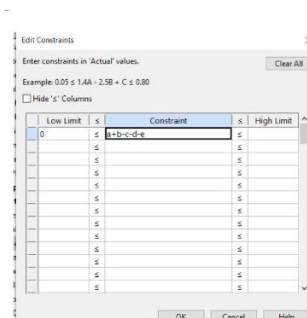 Edit Constraints
Enter constraints in 'Actual' values.
Clear All
Example: 0.05 ≤ 1.4A - 2.5B + C ≤ 0.80
Hide '≤' Columns
Low Limit ≤ Constraint ≤ High Limit
0 ≤ a+b-c-d-e ≤
≤ ≤
≤ ≤
≤ ≤
≤ ≤
≤ ≤
≤ ≤
≤ ≤
≤ ≤
≤ ≤
≤ ≤
≤ ≤
OK Cancel Help